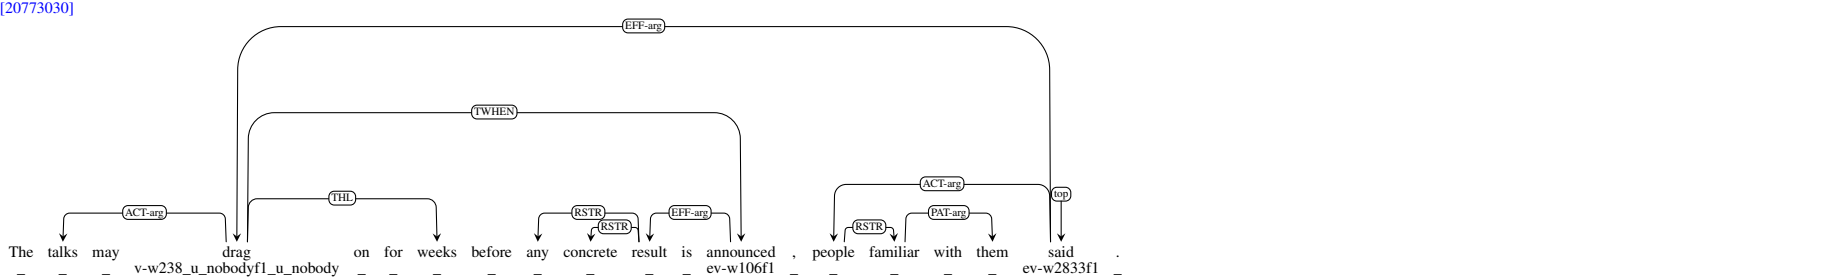 [20773030]
EFF-arg
TWHEN
ACT-arg
top
THL
ACT-arg RSTR EFF-arg PAT-arg
RSTR RSTR
The talks may drag on for weeks before any concrete result is announced , people familiar with them said .
_ _ _ v-w238_u_nobodyf1_u_nobody _ _ _ _ _ _ _ _ ev-w106f1 _ _ _ _ _ ev-w2833f1 _